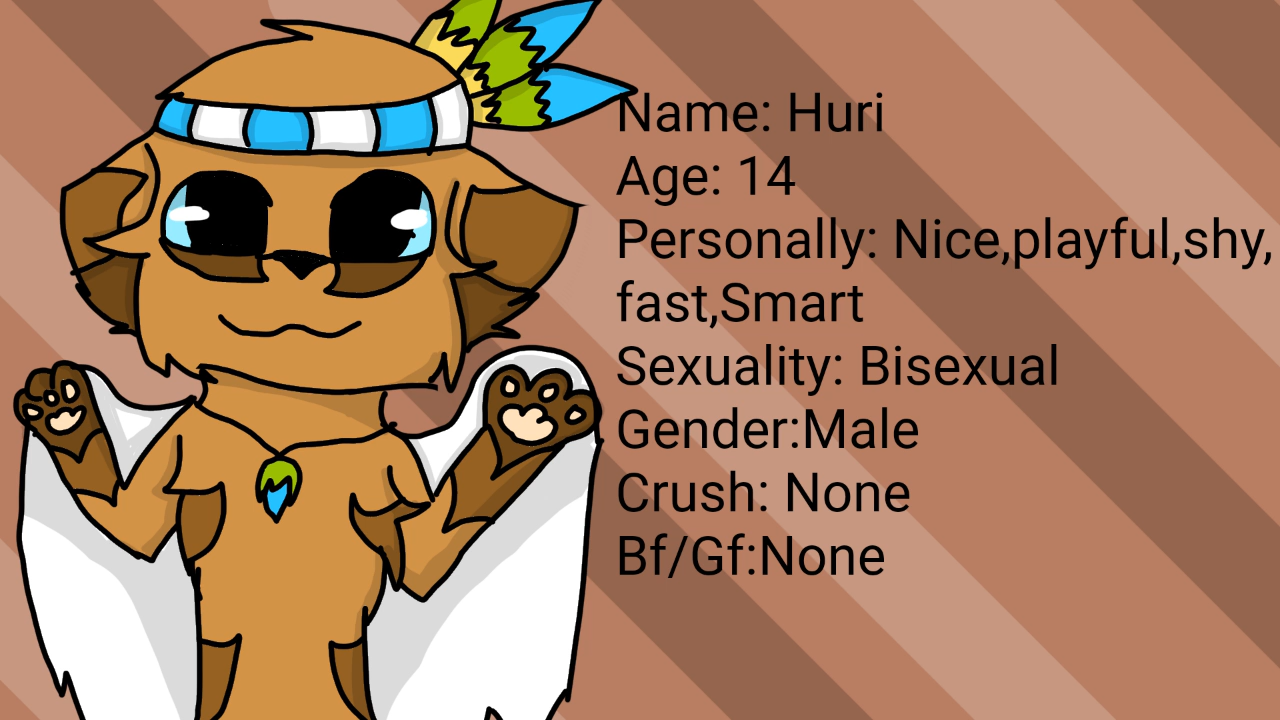 Name: Huri
Age: 14
Personally: Nice,playful,shy,
fast,Smart
Sexuality: Bisexual
Gender:Male
Crush: None
Bf/Gf:None